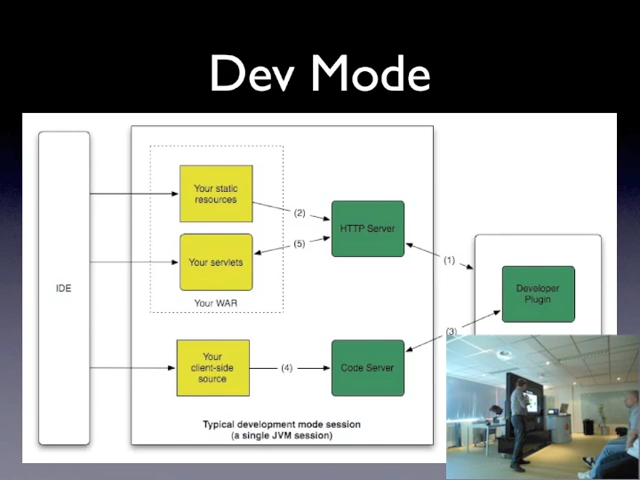 Dev Mode
Your static
resources
(2)
HTTP Server
(5)
Your servlets
(1)
IDE
Your WAR
Developer
Plugin
(3)
Your
client-side
source
(4)
Code Server
Typical development mode session
(a single JVM session)